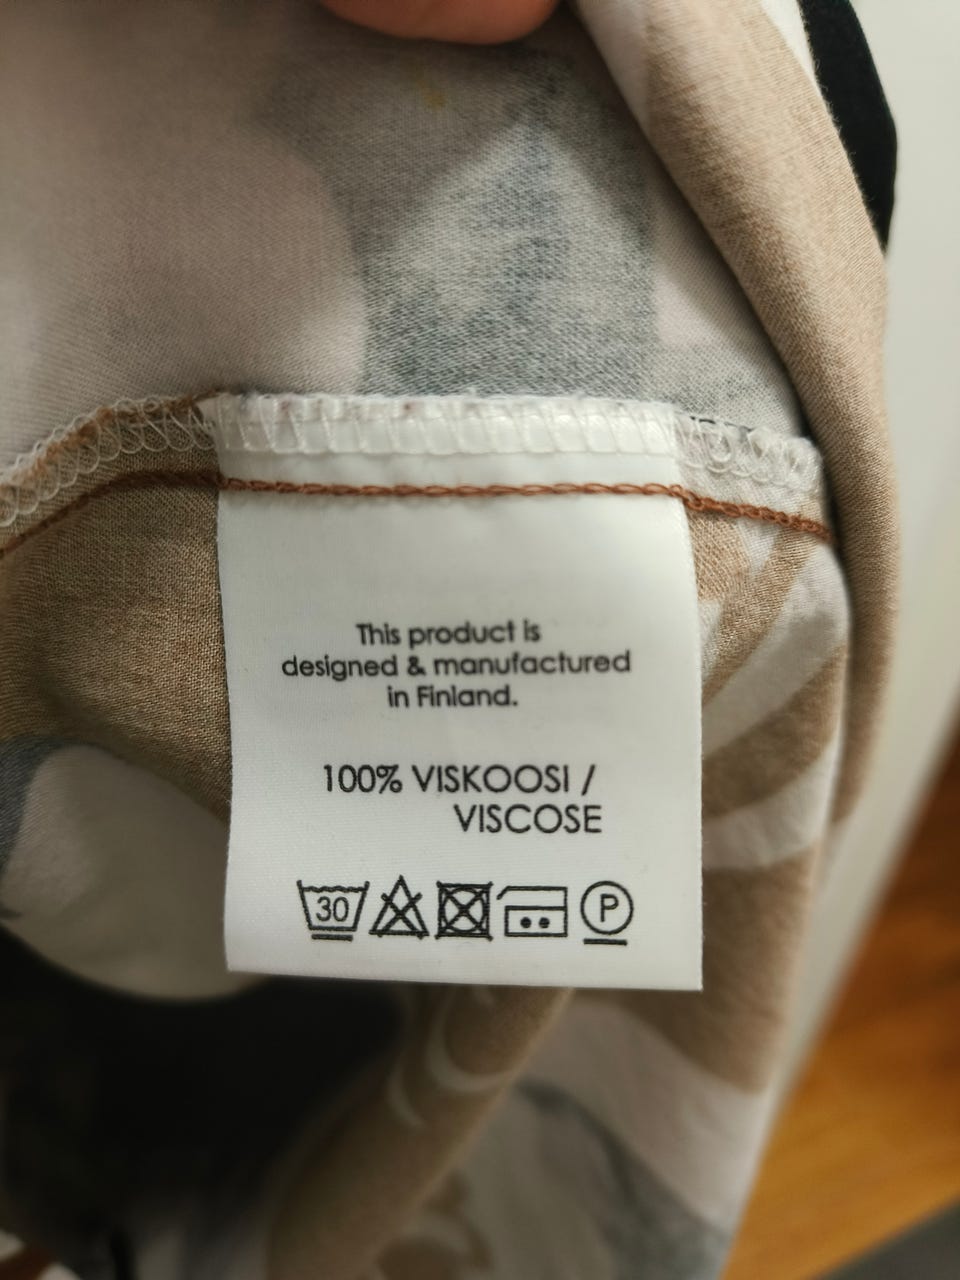 This product is
designed & manufactured
in Finland.
100% VISKOOSI /
VISCOSE
30
P